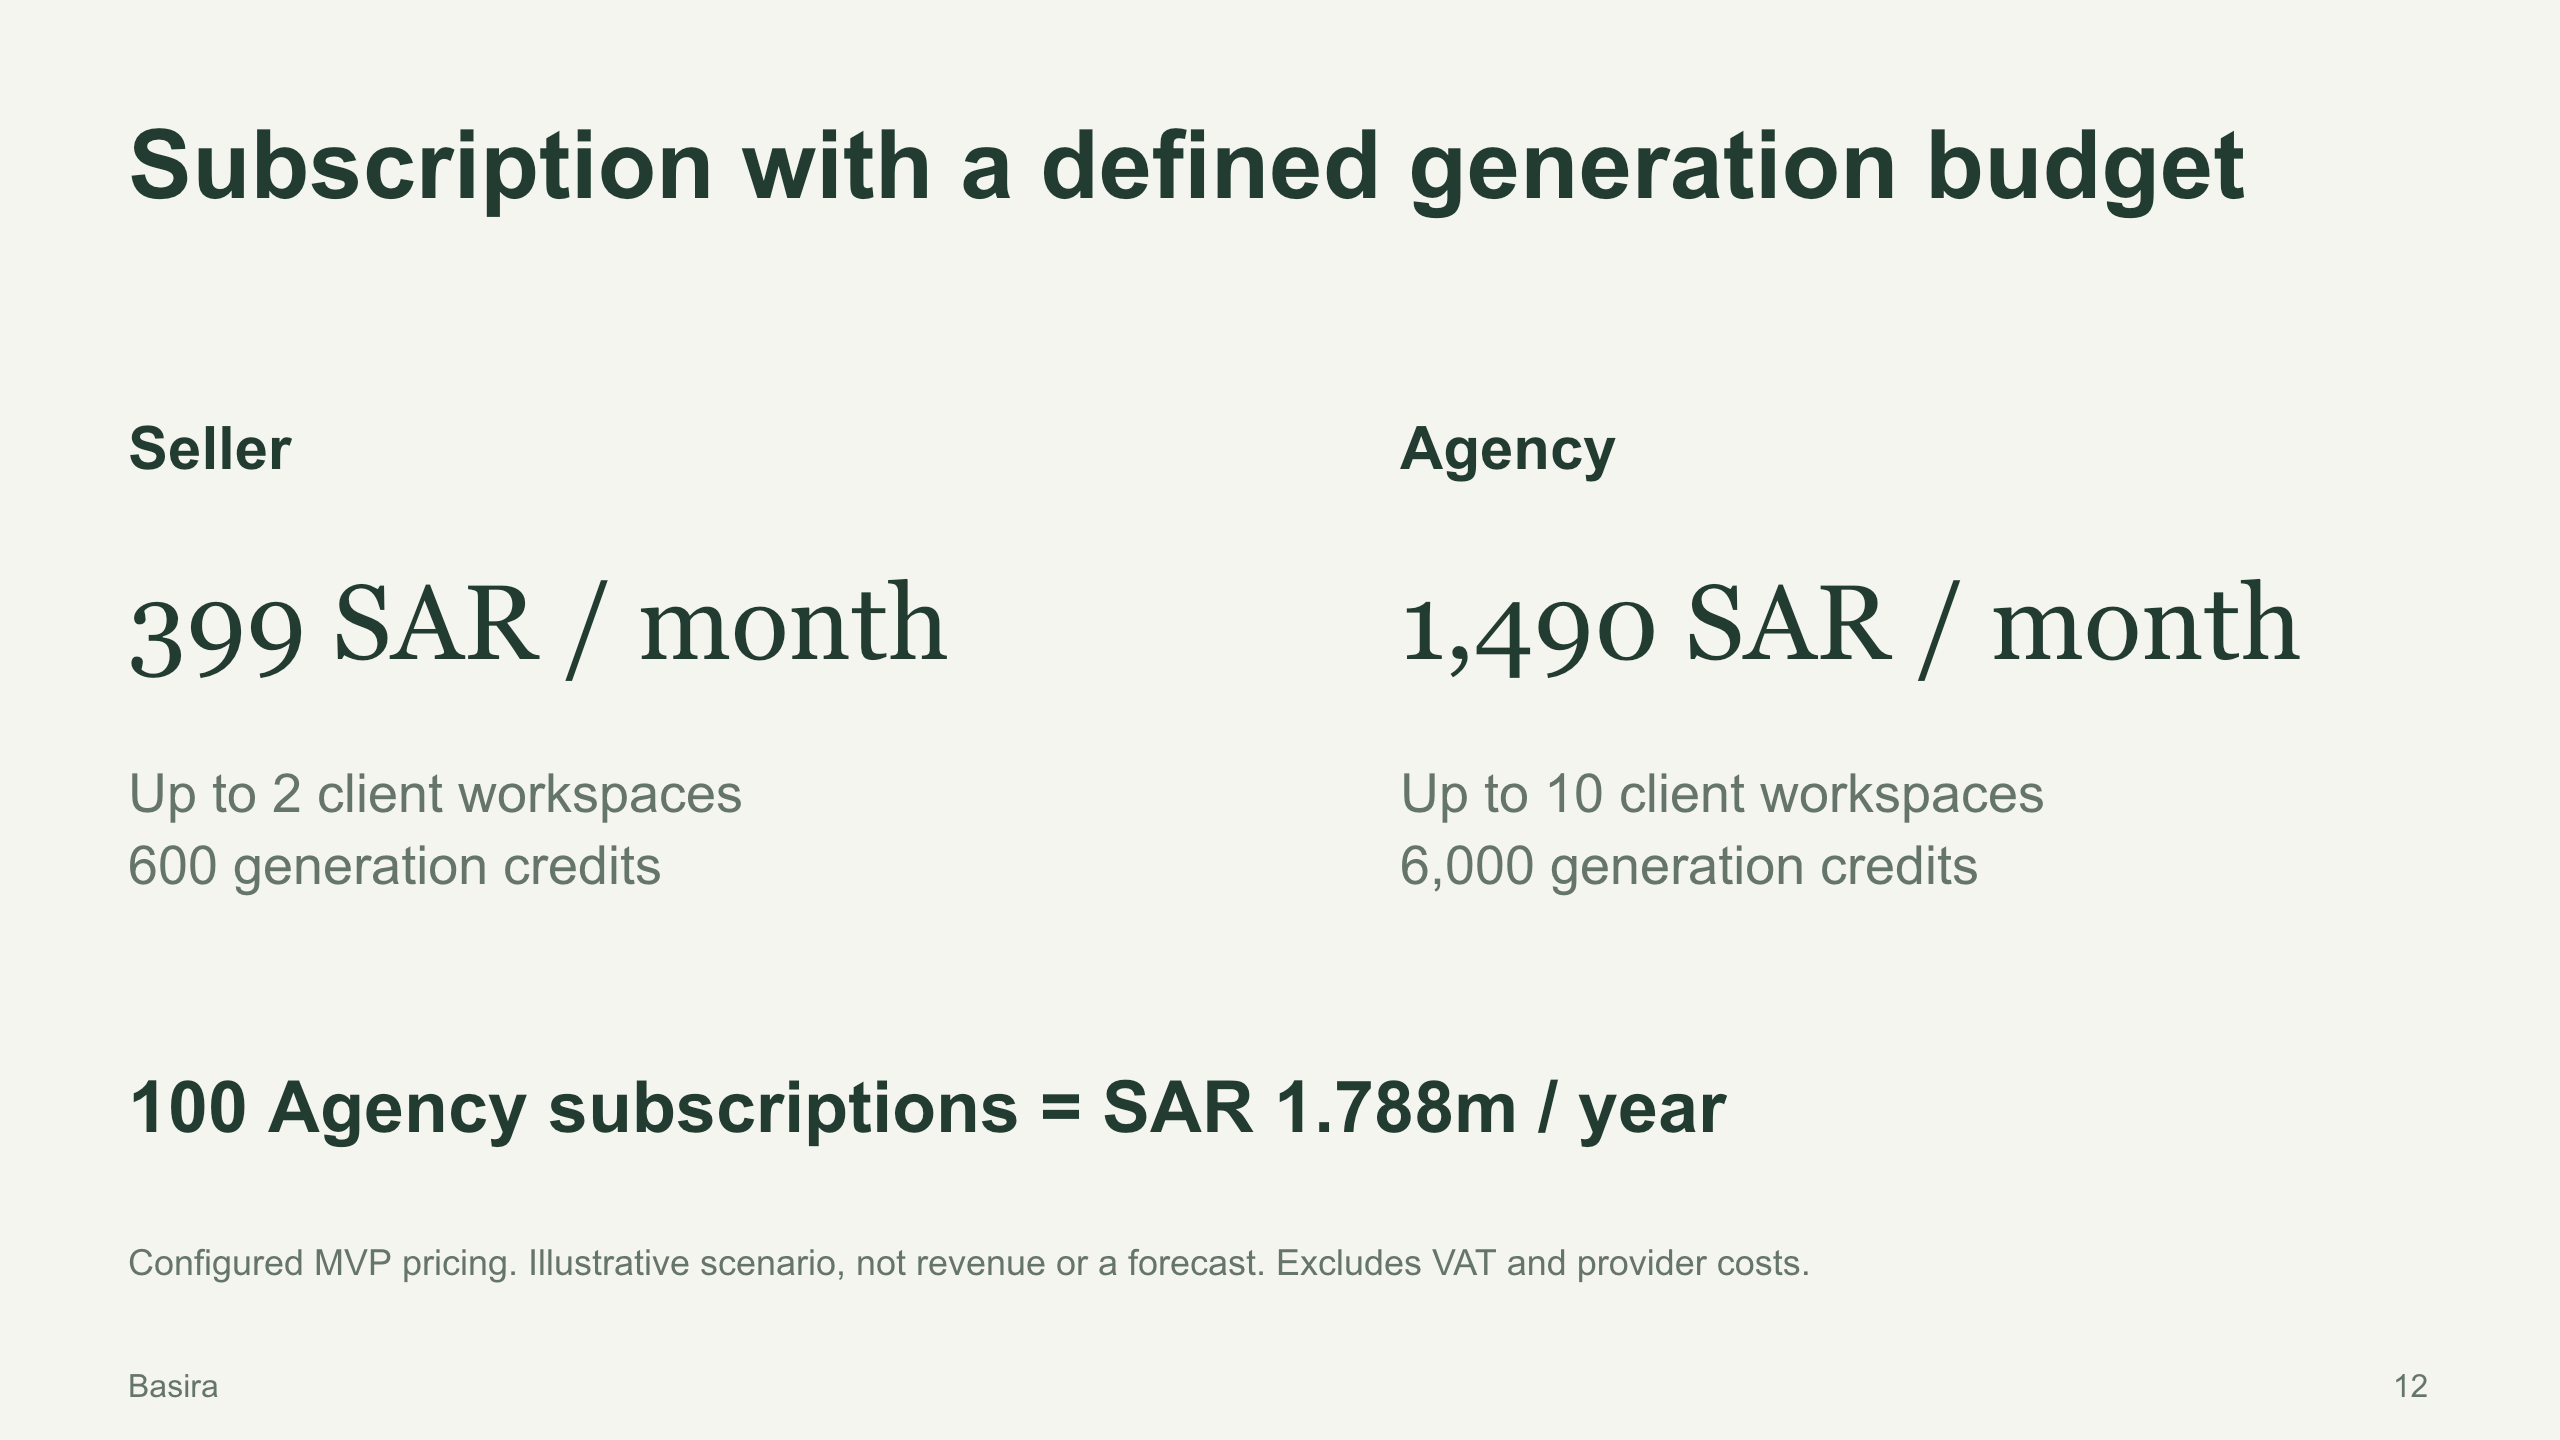 Subscription with a defined generation budget
Seller
399 SAR / month
Up to 2 client workspaces
600 generation credits
Agency
1,490 SAR / month
Up to 10 client workspaces
6,000 generation credits
100 Agency subscriptions = SAR 1.788m / year
Configured MVP pricing. Illustrative scenario, not revenue or a forecast. Excludes VAT and provider costs.
Basira
12